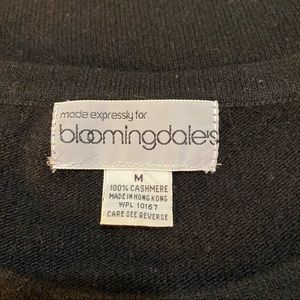 made expressly for
bloomingdale's
M
100% CASHMERE
MADE IN HONG KONG
WPL 10167
CARE SEE REVERSE